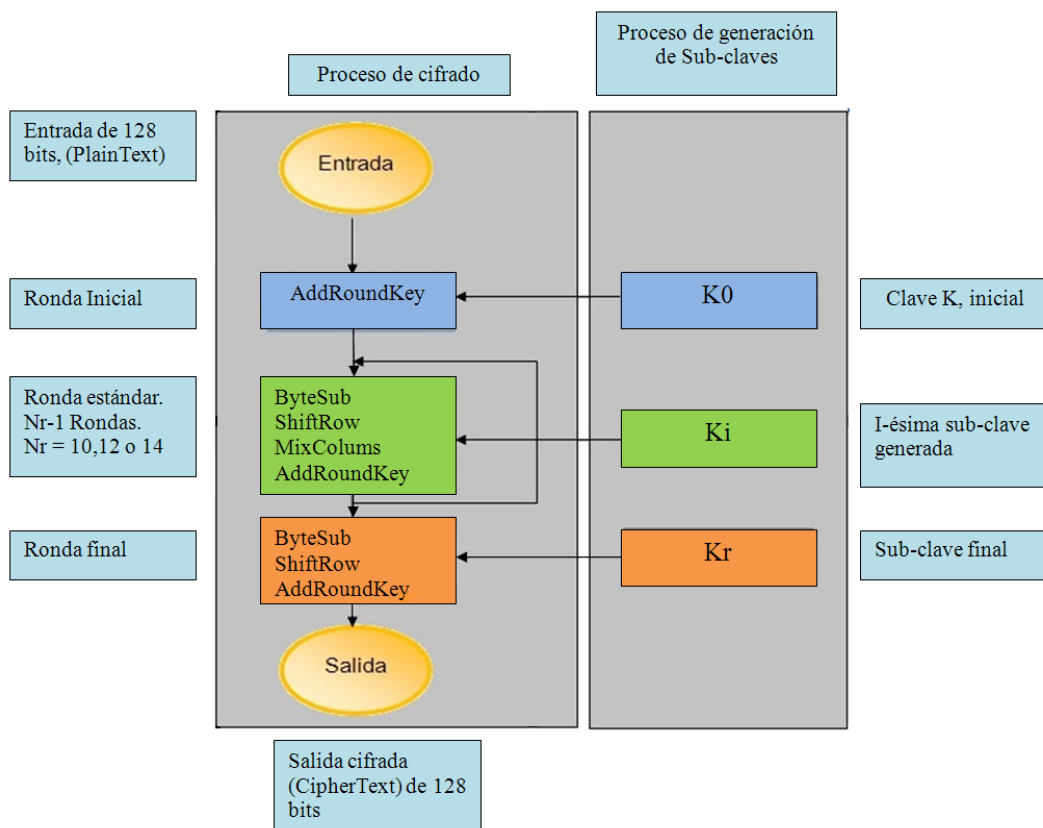 Proceso de generación
de Sub-claves
Proceso de cifrado
Entrada de 128
bits, (PlainText)
Entrada
Ronda Inicial
AddRoundKey
K0
Clave K, inicial
Ronda estándar.
Nr-1 Rondas.
Nr = 10,12 o 14
ByteSub
ShiftRow
MixColums
AddRoundKey
Ki
I-ésima sub-clave
generada
Ronda final
ByteSub
ShiftRow
AddRoundKey
Kr
Sub-clave final
Salida
Salida cifrada
(CipherText) de 128
bits